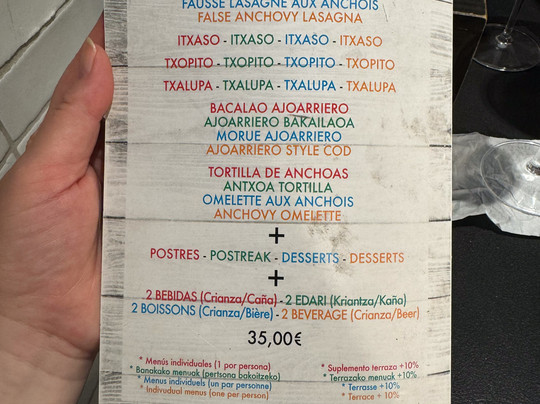 FAUSSE LASAGNE AUX ANCHOIS
FALSE ANCHOVY LASAGNA
ITXASO - ITXASO - ITXASO - ITXASO
TXOPITO - TXOPITO - TXOPITO - TXOPITO
TXALUPA - TXALUPA - TXALUPA - TXALUPA
BACALAO AJOARRIERO
AJOARRIERO BAKAILAOA
MORUE AJOARRIERO
AJOARRIERO STYLE COD
TORTILLA DE ANCHOAS
ANTXOA TORTILLA
OMELETTE AUX ANCHOIS
ANCHOVY OMELETTE
+
POSTRES - POSTREAK - DESSERTS - DESSERTS
+
2 BEBIDAS (Crianza/Caña) - 2 EDARI (Kriantza/Kaña)
2 BOISSONS (Crianza/Bière) - 2 BEVERAGE (Crianza/Beer)
35,00€
* Menús individuales (1 por persona)
* Banakako menuak (pertsona bakoitzeko)
* Menus individuels (un par personne)
* Indivudual menus (one per person)
* Suplemento terraza +10%
* Terrazako menuak +10%
* Terrasse +10%
* Terrace +10%